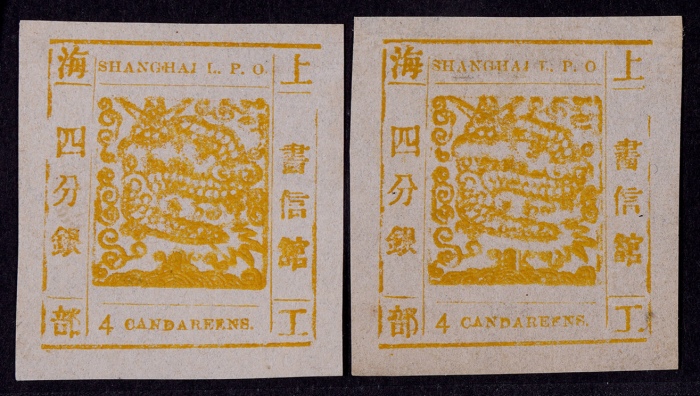 上海
SHANGHAI L. P. O.
書信館
四分銀
工部
4 CANDAREENS.
上海
SHANGHAI L. P. O
書信館
四分銀
工部
4 CANDAREENS.